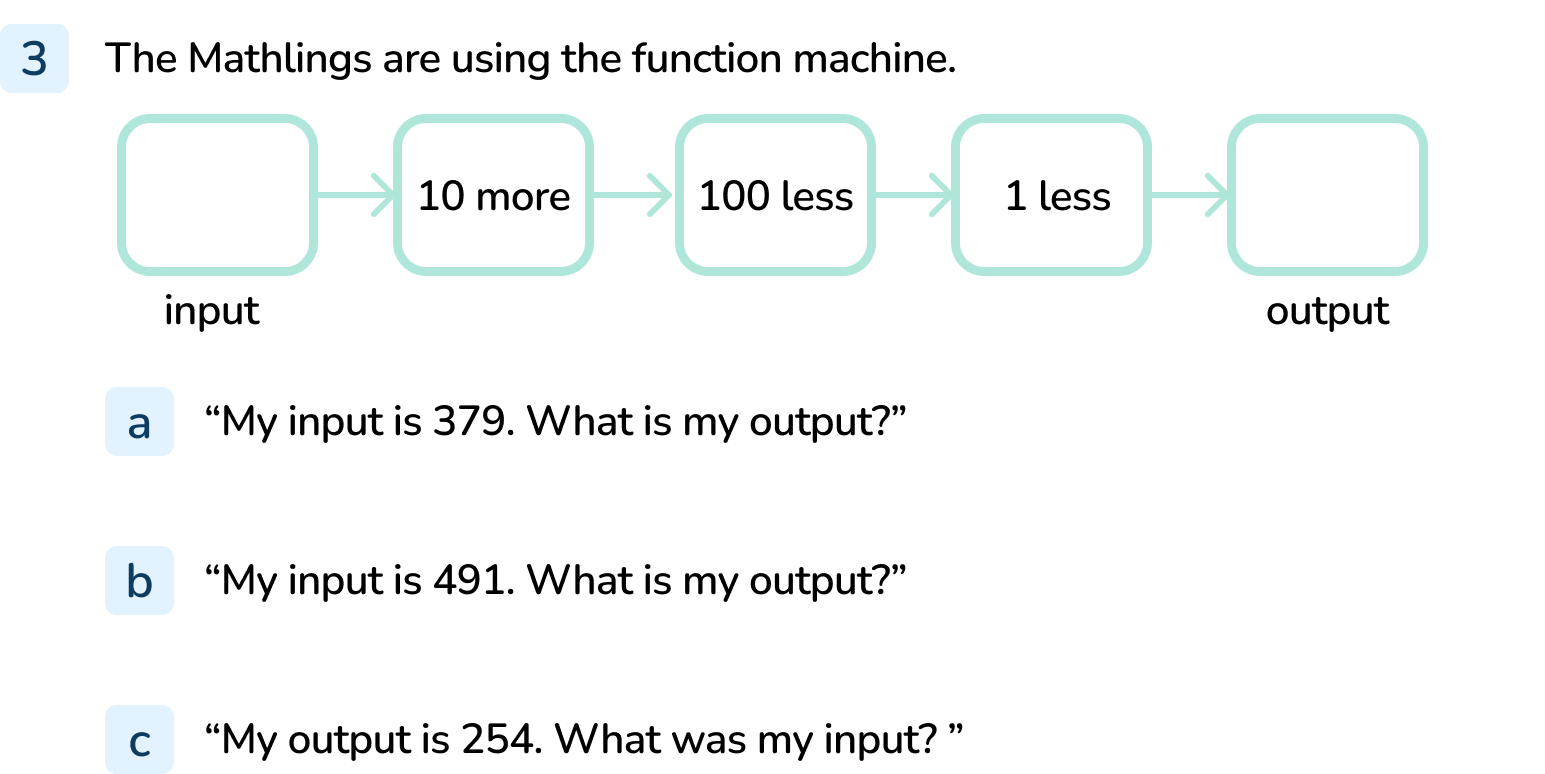 3 The Mathlings are using the function machine.
10 more 100 less 1 less
input output
a “My input is 379. What is my output?”
b “My input is 491. What is my output?”
c “My output is 254. What was my input? ”